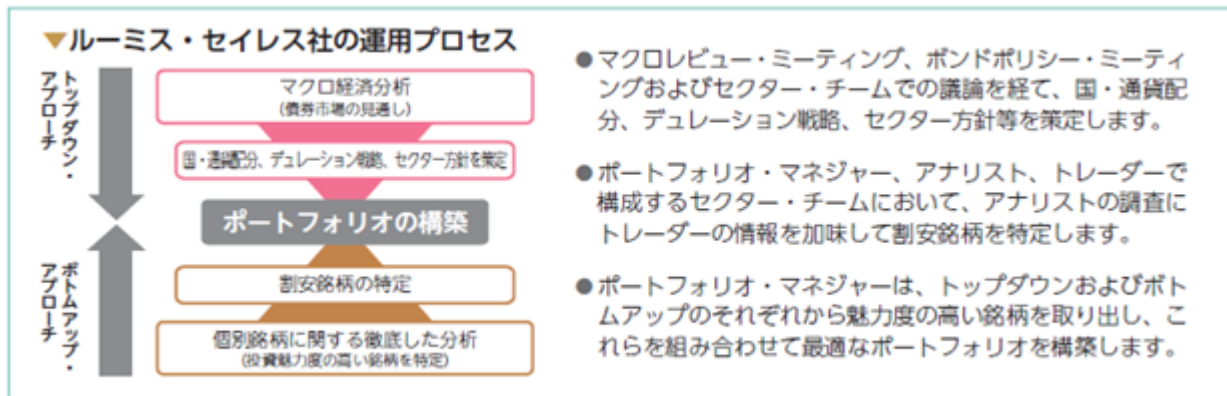 ▼ルーミス・セイレス社の運用プロセス
トップダウン・
アプローチ
マクロ経済分析
(債券市場の見通し)
国・通貨配分、デュレーション戦略、セクター方針を策定
ポートフォリオの構築
割安銘柄の特定
個別銘柄に関する徹底した分析
(投資魅力度の高い銘柄を特定)
ボトムアップ・
アプローチ
●マクロレビュー・ミーティング、ボンドポリシー・ミーティ
ングおよびセクター・チームでの議論を経て、国・通貨配
分、デュレーション戦略、セクター方針等を策定します。
●ポートフォリオ・マネジャー、アナリスト、トレーダーで
構成するセクター・チームにおいて、アナリストの調査に
トレーダーの情報を加味して割安銘柄を特定します。
●ポートフォリオ・マネジャーは、トップダウンおよびボト
ムアップのそれぞれから魅力度の高い銘柄を取り出し、こ
れらを組み合わせて最適なポートフォリオを構築します。